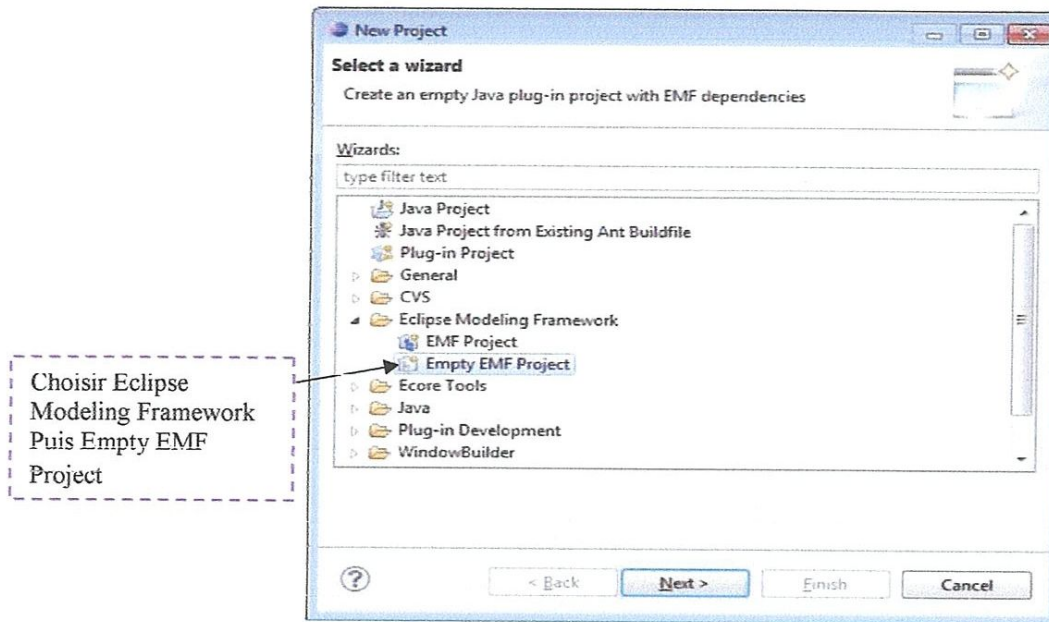 New Project
Select a wizard
Create an empty Java plug-in project with EMF dependencies
Wizards:
type filter text
Java Project
Java Project from Existing Ant Buildfile
Plug-in Project
General
CVS
Eclipse Modeling Framework
EMF Project
Empty EMF Project
Ecore Tools
Java
Plug-in Development
WindowBuilder
Choisir Eclipse
Modeling Framework
Puis Empty EMF
Project
?
< Back
Next >
Finish
Cancel